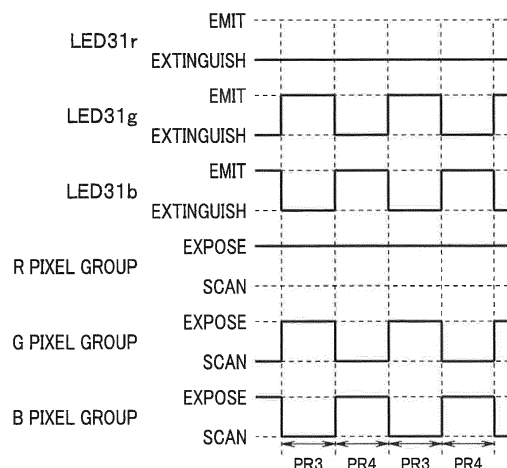 EMIT
LED31r
EXTINGUISH
EMIT
LED31g
EXTINGUISH
EMIT
LED31b
EXTINGUISH
EXPOSE
R PIXEL GROUP
SCAN
EXPOSE
G PIXEL GROUP
SCAN
EXPOSE
B PIXEL GROUP
SCAN
PR3 PR4 PR3 PR4